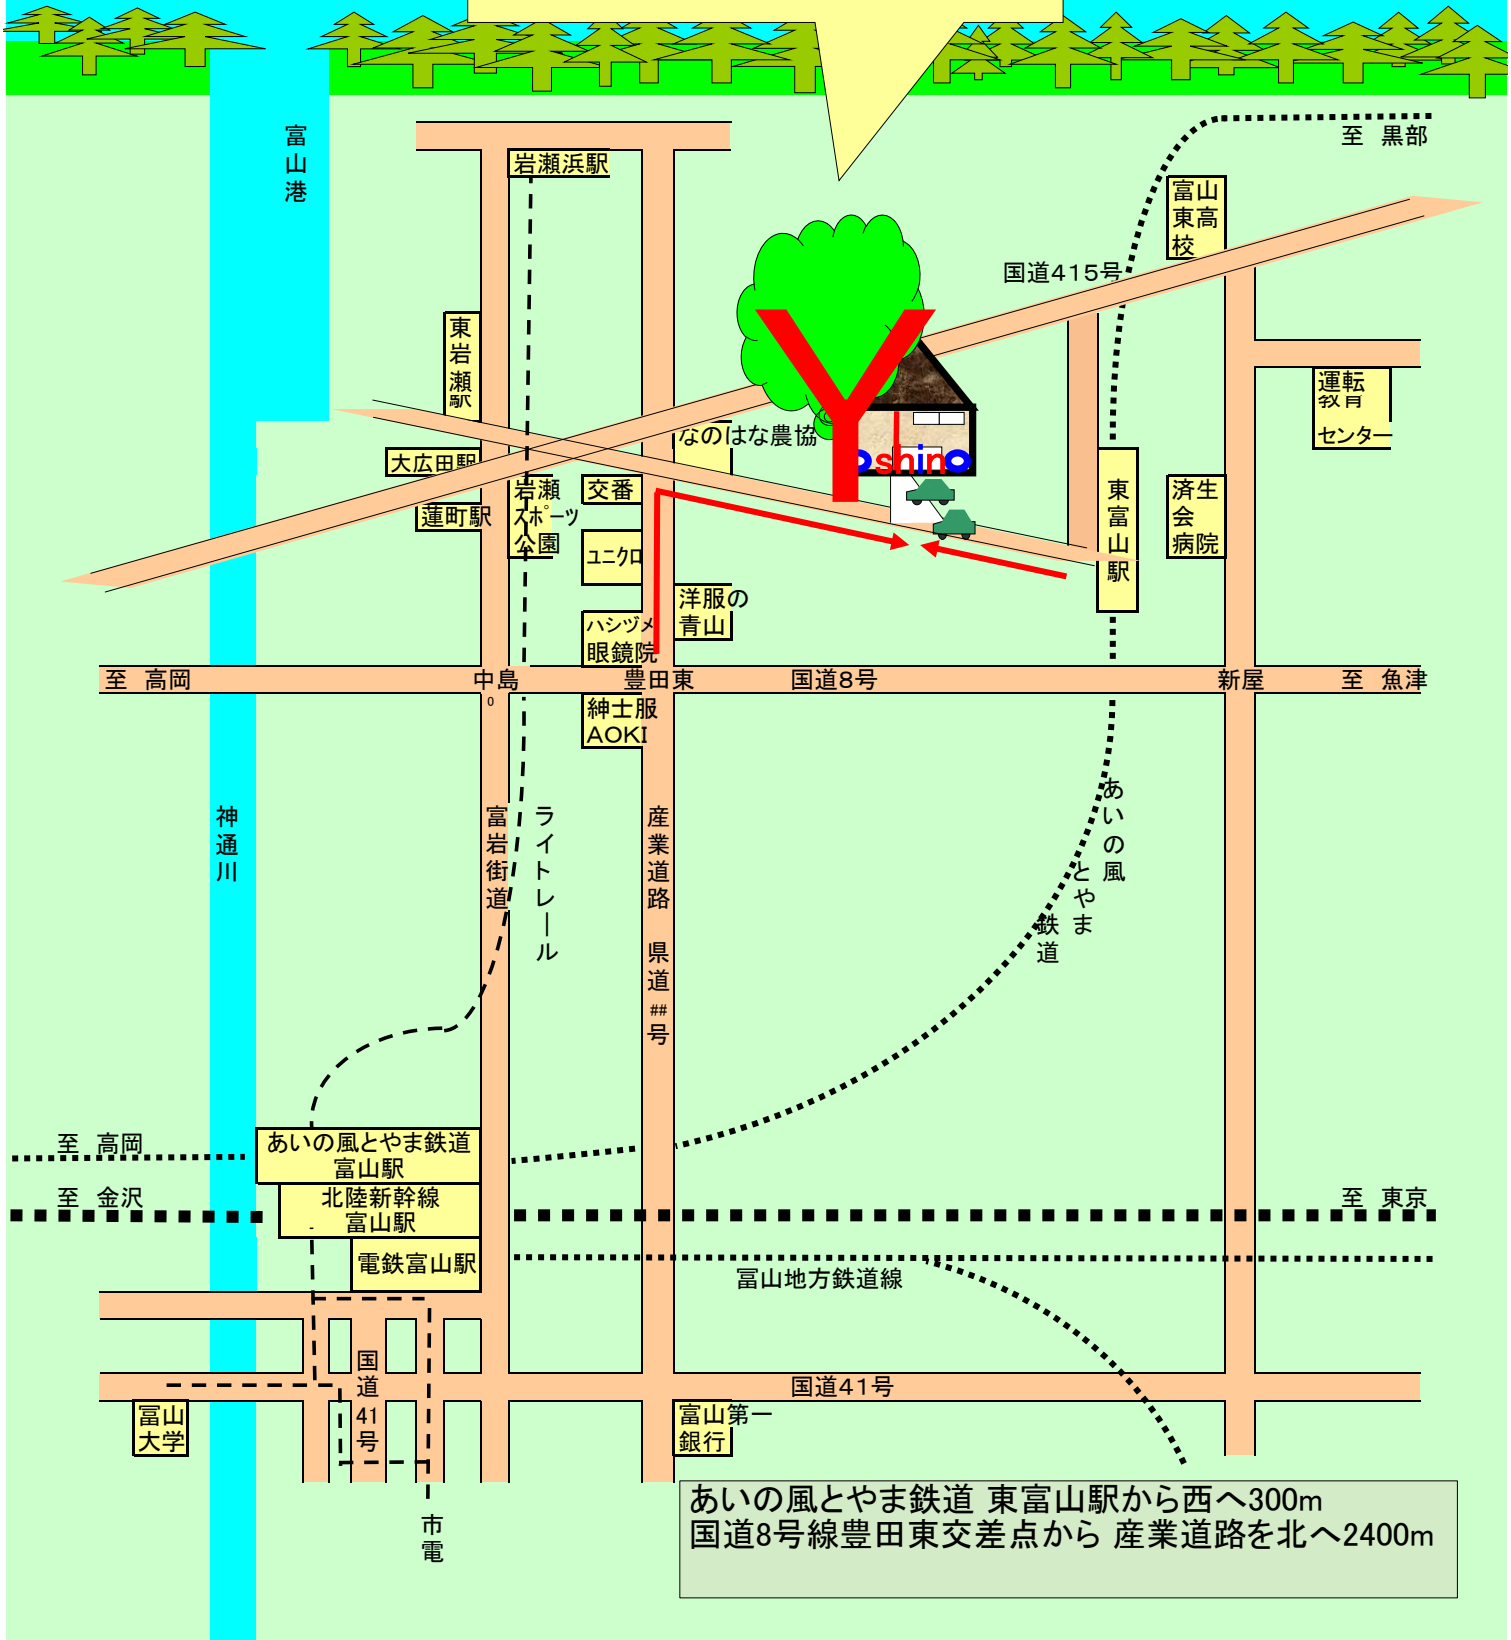 富山港
岩瀬浜駅
至 黒部
富山
東高
校
国道415号
東岩瀬駅
運転
教育
センター
なのはな農協
Yoshino
大広田駅
岩瀬
スポーツ
公園
交番
蓮町駅
ユニクロ
東富山駅
済生
会
病院
洋服の
青山
ハシヅメ
眼鏡院
至 高岡
中島
豊田東
国道8号
新屋
至 魚津
0
紳士服
AOKI
神通川
富岩街道
ライトレール
産業道路 県道##号
あいの風
とやま
鉄道
至 高岡
あいの風とやま鉄道
富山駅
至 金沢
北陸新幹線
富山駅
至 東京
電鉄富山駅
富山地方鉄道線
国道41号
国道41号
富山
大学
富山第一
銀行
市電
あいの風とやま鉄道 東富山駅から西へ300m
国道8号線豊田東交差点から 産業道路を北へ2400m